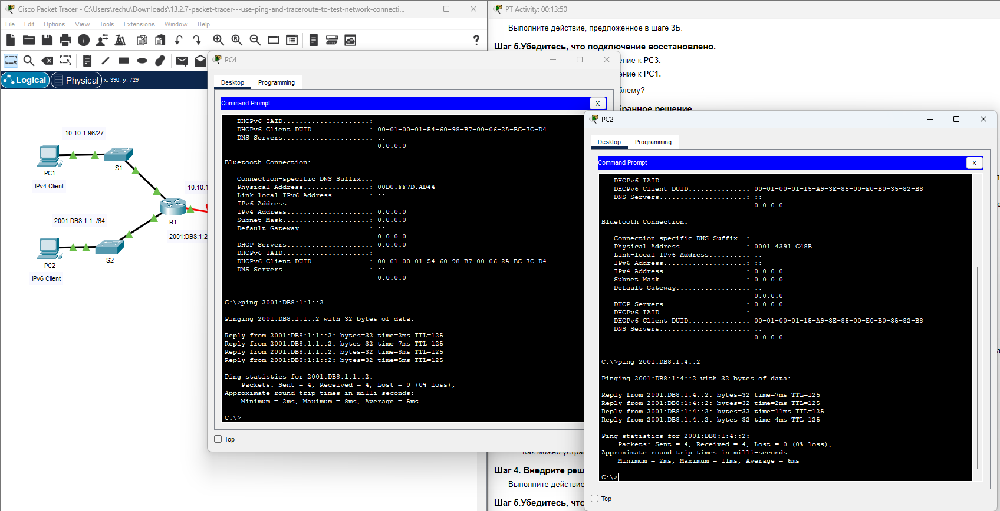 Cisco Packet Tracer - C:\Users\rechu\Downloads\13.2.7-packet-tracer---use-ping-and-traceroute-to-test-network-connecti...
File Edit Options View Tools Extensions Window Help
Logical Physical x: 396, y: 729
10.10.1.96/27
PC1
IPv4 Client
S1
10.10.1
R1
2001:DB8:1:1::/64
2001:DB8:1:2
PC2
IPv6 Client
S2
PT Activity: 00:13:50
Выполните действие, предложенное в шаге 3Б.
Шаг 5.Убедитесь, что подключение восстановлено.
ение к PC3.
ение к PC1.
блему?
бранное решение
Как можно устра
Шаг 4. Внедрите реш
Выполните действие
Шаг 5.Убедитесь, что
PC4
Desktop Programming
Command Prompt X
DHCPv6 IAID.....................:
DHCPv6 Client DUID..............: 00-01-00-01-54-60-98-B7-00-06-2A-BC-7C-D4
DNS Servers.....................: ::
0.0.0.0
Bluetooth Connection:
Connection-specific DNS Suffix..:
Physical Address................: 00D0.FF7D.AD44
Link-local IPv6 Address.........: ::
IPv6 Address....................: ::
IPv4 Address....................: 0.0.0.0
Subnet Mask.....................: 0.0.0.0
Default Gateway.................: ::
0.0.0.0
DHCP Servers....................: 0.0.0.0
DHCPv6 IAID.....................:
DHCPv6 Client DUID..............: 00-01-00-01-54-60-98-B7-00-06-2A-BC-7C-D4
DNS Servers.....................: ::
0.0.0.0
C:\>ping 2001:DB8:1:1::2
Pinging 2001:DB8:1:1::2 with 32 bytes of data:
Reply from 2001:DB8:1:1::2: bytes=32 time=2ms TTL=125
Reply from 2001:DB8:1:1::2: bytes=32 time=7ms TTL=125
Reply from 2001:DB8:1:1::2: bytes=32 time=8ms TTL=125
Reply from 2001:DB8:1:1::2: bytes=32 time=5ms TTL=125
Ping statistics for 2001:DB8:1:1::2:
Packets: Sent = 4, Received = 4, Lost = 0 (0% loss),
Approximate round trip times in milli-seconds:
Minimum = 2ms, Maximum = 8ms, Average = 5ms
C:\>
Top
PC2
Desktop Programming
Command Prompt X
DHCPv6 IAID.....................:
DHCPv6 Client DUID..............: 00-01-00-01-15-A9-3E-85-00-E0-B0-35-82-B8
DNS Servers.....................: ::
0.0.0.0
Bluetooth Connection:
Connection-specific DNS Suffix..:
Physical Address................: 0001.4391.C48B
Link-local IPv6 Address.........: ::
IPv6 Address....................: ::
IPv4 Address....................: 0.0.0.0
Subnet Mask.....................: 0.0.0.0
Default Gateway.................: ::
0.0.0.0
DHCP Servers....................: 0.0.0.0
DHCPv6 IAID.....................:
DHCPv6 Client DUID..............: 00-01-00-01-15-A9-3E-85-00-E0-B0-35-82-B8
DNS Servers.....................: ::
0.0.0.0
C:\>ping 2001:DB8:1:4::2
Pinging 2001:DB8:1:4::2 with 32 bytes of data:
Reply from 2001:DB8:1:4::2: bytes=32 time=7ms TTL=125
Reply from 2001:DB8:1:4::2: bytes=32 time=2ms TTL=125
Reply from 2001:DB8:1:4::2: bytes=32 time=11ms TTL=125
Reply from 2001:DB8:1:4::2: bytes=32 time=4ms TTL=125
Ping statistics for 2001:DB8:1:4::2:
Packets: Sent = 4, Received = 4, Lost = 0 (0% loss),
Approximate round trip times in milli-seconds:
Minimum = 2ms, Maximum = 11ms, Average = 6ms
C:\>
Top